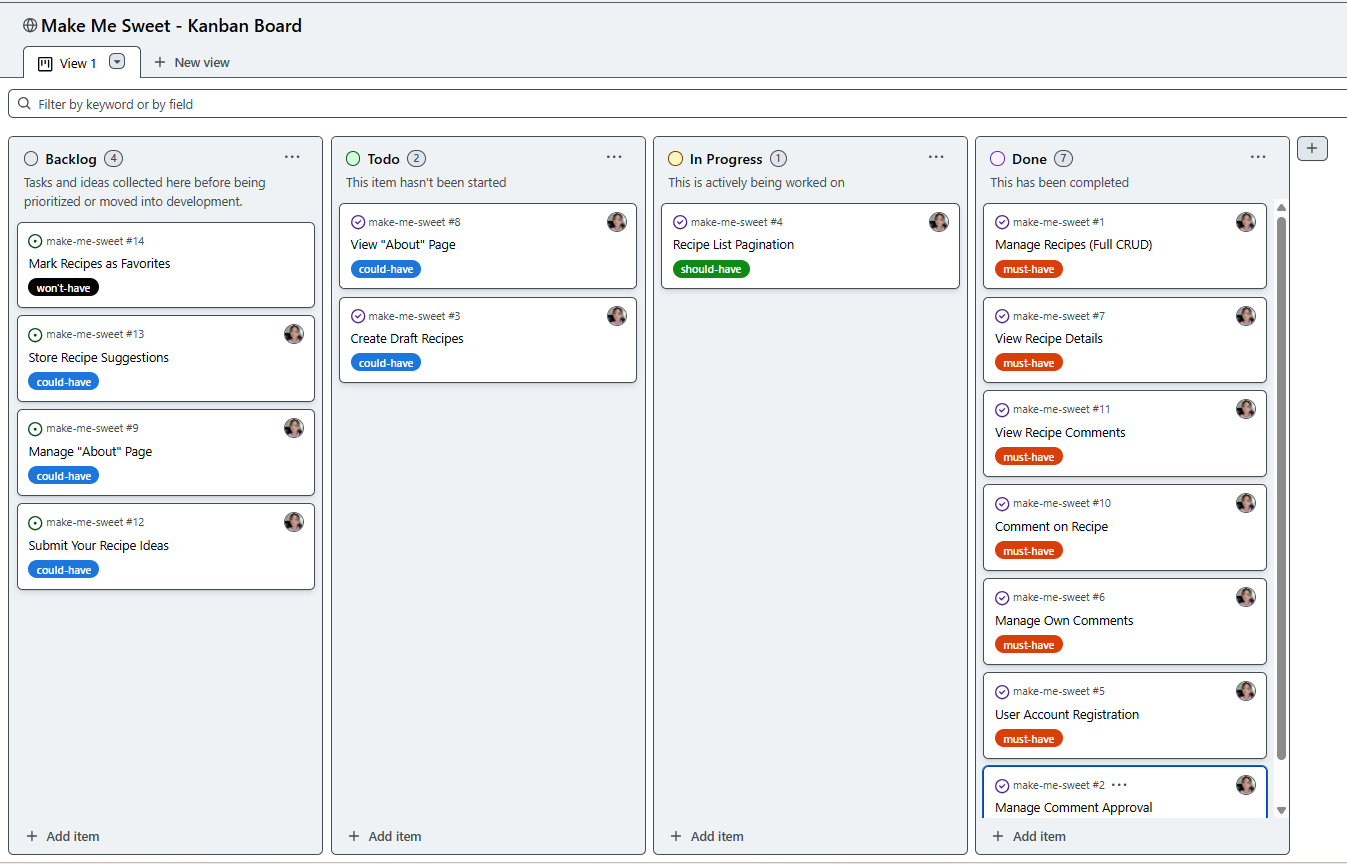 Make Me Sweet - Kanban Board
View 1
New view
Filter by keyword or by field
Backlog 4
Tasks and ideas collected here before being
prioritized or moved into development.
make-me-sweet #14
Mark Recipes as Favorites
won't-have
make-me-sweet #13
Store Recipe Suggestions
could-have
make-me-sweet #9
Manage "About" Page
could-have
make-me-sweet #12
Submit Your Recipe Ideas
could-have
Add item
Todo 2
This item hasn't been started
make-me-sweet #8
View "About" Page
could-have
make-me-sweet #3
Create Draft Recipes
could-have
Add item
In Progress 1
This is actively being worked on
make-me-sweet #4
Recipe List Pagination
should-have
Add item
Done 7
This has been completed
make-me-sweet #1
Manage Recipes (Full CRUD)
must-have
make-me-sweet #7
View Recipe Details
must-have
make-me-sweet #11
View Recipe Comments
must-have
make-me-sweet #10
Comment on Recipe
must-have
make-me-sweet #6
Manage Own Comments
must-have
make-me-sweet #5
User Account Registration
must-have
make-me-sweet #2
Manage Comment Approval
Add item